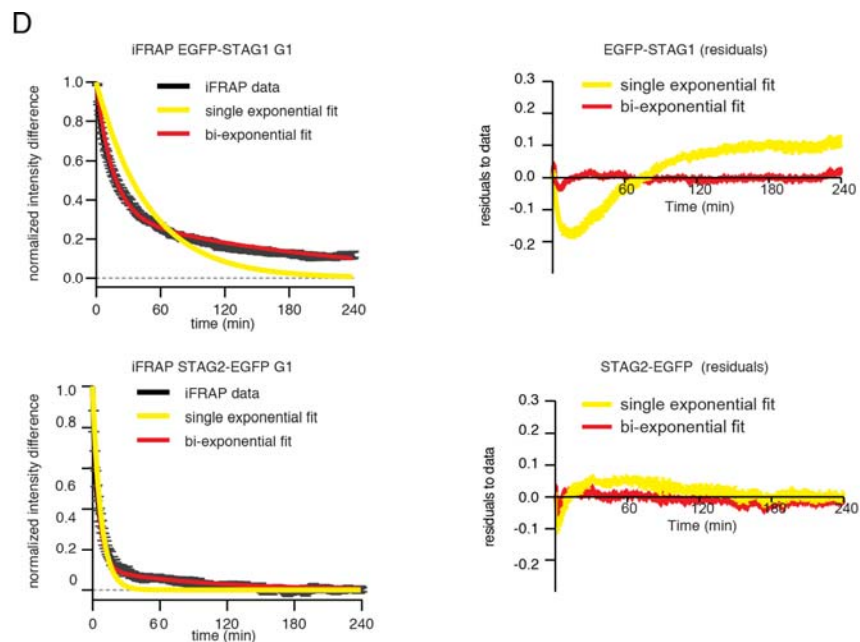 D
iFRAP EGFP-STAG1 G1
normalized intensity difference
1.0
0.8
0.6
0.4
0.2
0.0
iFRAP data
single exponential fit
bi-exponential fit
0
60
120
180
240
time (min)
EGFP-STAG1 (residuals)
residuals to data
0.3
0.2
0.1
0.0
-0.1
-0.2
single exponential fit
bi-exponential fit
60
120
180
240
Time (min)
iFRAP STAG2-EGFP G1
normalized intensity difference
1.0
0.8
0.6
0.4
0.2
0
iFRAP data
single exponential fit
bi-exponential fit
0
60
120
180
240
time (min)
STAG2-EGFP (residuals)
residuals to data
0.3
0.2
0.1
0.0
-0.1
-0.2
single exponential fit
bi-exponential fit
60
120
180
240
Time (min)